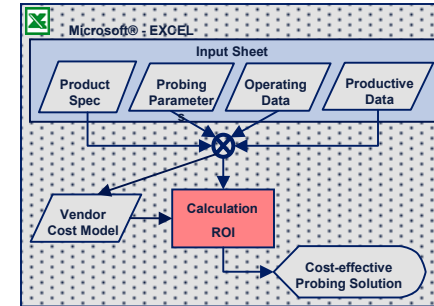 Microsoft® - EXCEL
Input Sheet
Product
Spec
Probing
Parameter
s
Operating
Data
Productive
Data
Vendor
Cost Model
Calculation
ROI
Cost-effective
Probing Solution